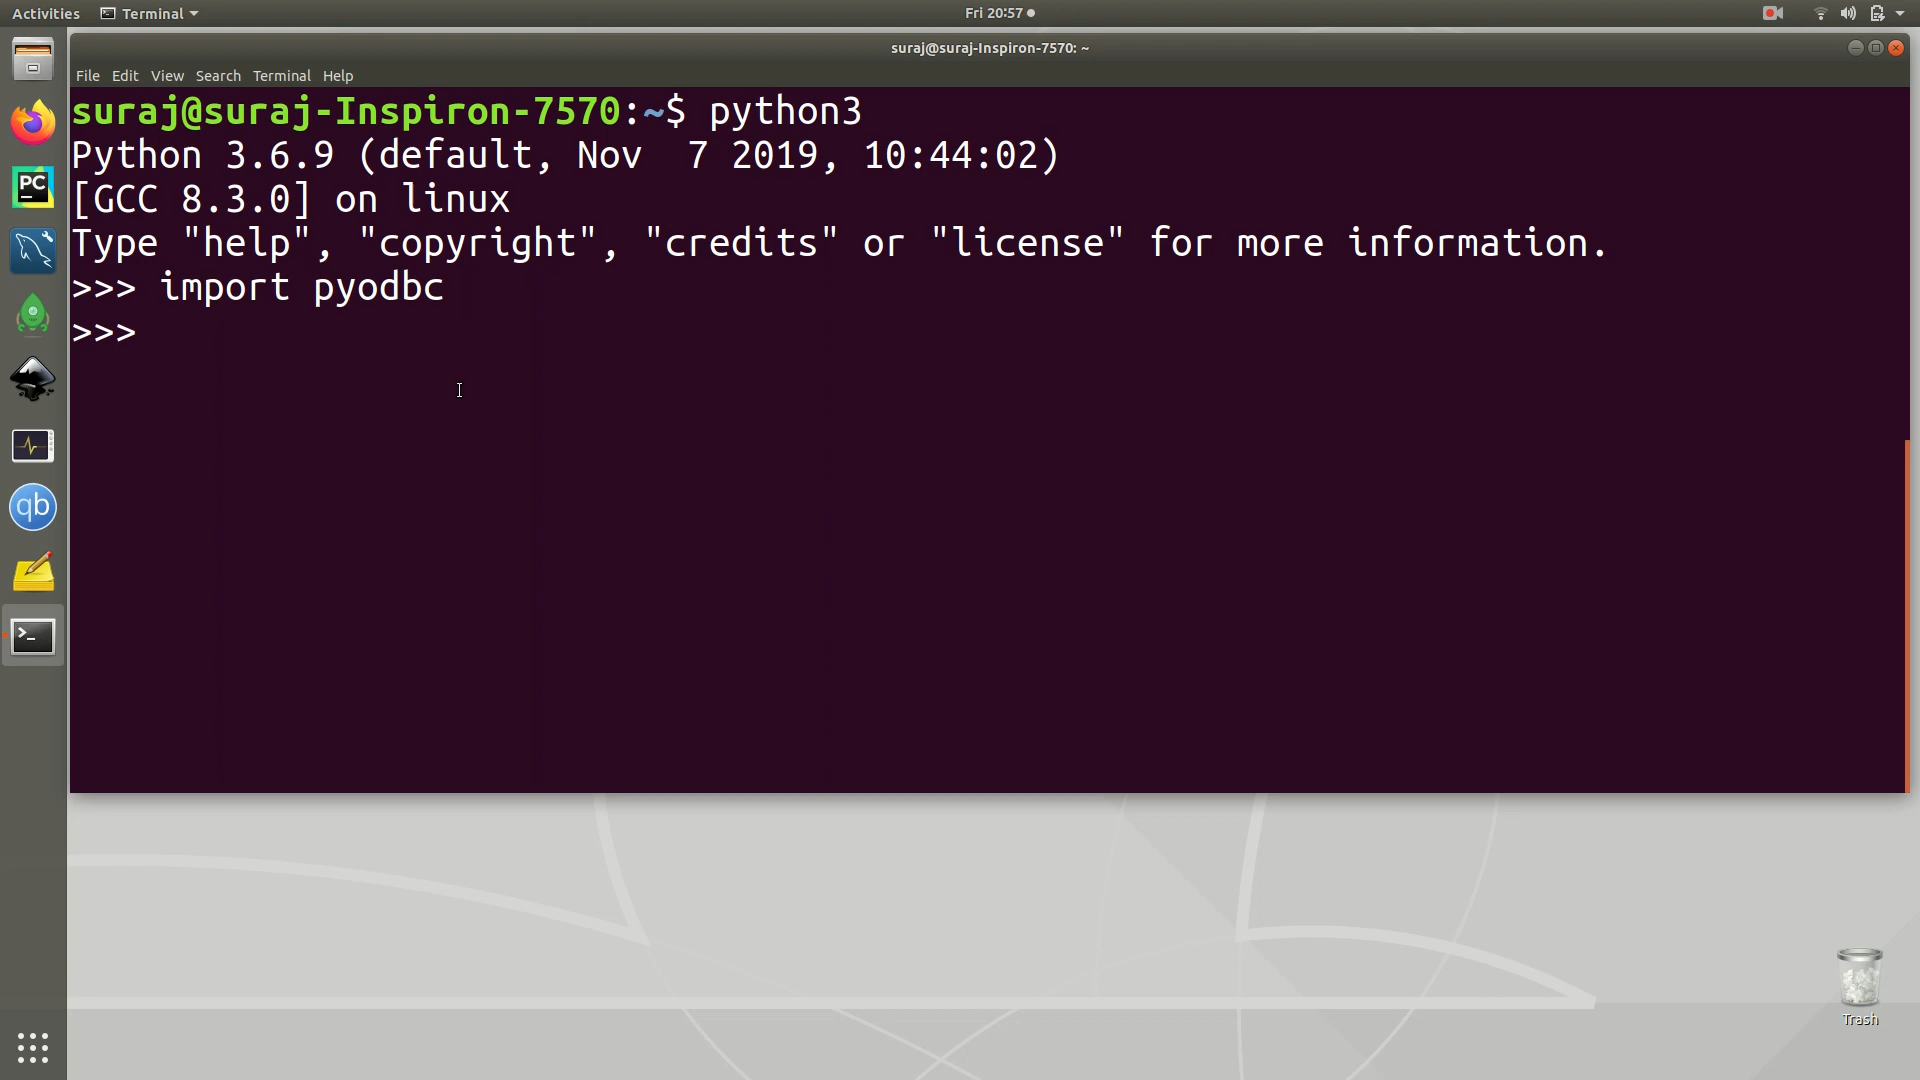 Activities Terminal Fri 20:57
suraj@suraj-Inspiron-7570: ~
File Edit View Search Terminal Help
suraj@suraj-Inspiron-7570:~$ python3
Python 3.6.9 (default, Nov  7 2019, 10:44:02)
[GCC 8.3.0] on linux
Type "help", "copyright", "credits" or "license" for more information.
>>> import pyodbc
>>>
PC
qb
>_
Trash